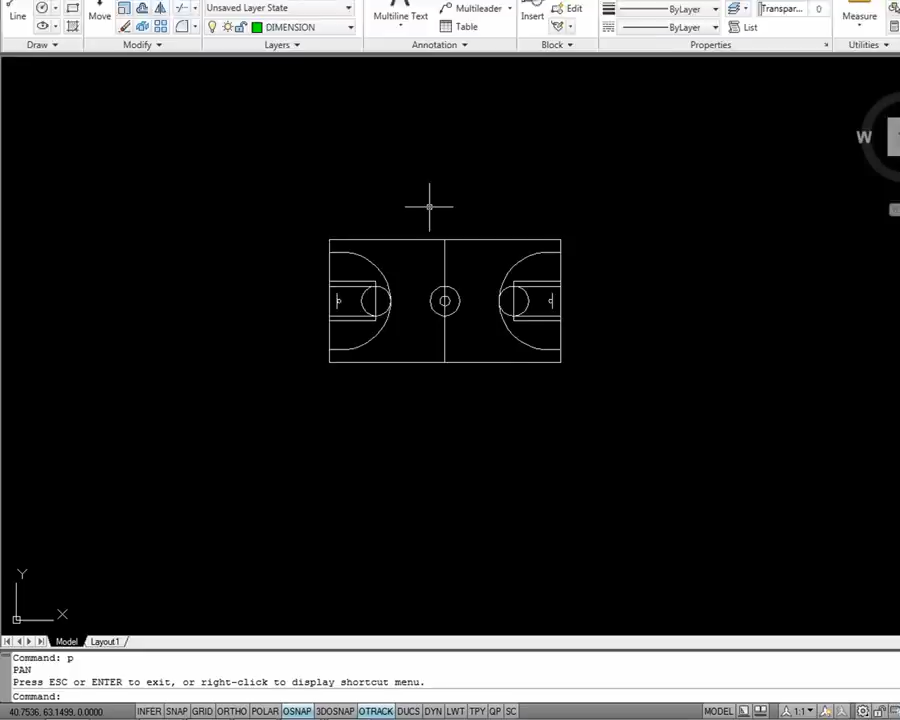 Line
Move
Unsaved Layer State
DIMENSION
Multiline Text
Multileader
Table
Insert
Edit
ByLayer
ByLayer
Transpar...
0
List
Measure
Draw
Modify
Layers
Annotation
Block
Properties
Utilities
W
Y
X
Model
Layout1
Command: p
PAN
Press ESC or ENTER to exit, or right-click to display shortcut menu.
Command:
40.7536, 63.1499, 0.0000
INFER SNAP GRID ORTHO POLAR OSNAP 3DOSNAP OTRACK DUCS DYN LWT TPY QP SC
MODEL
1:1